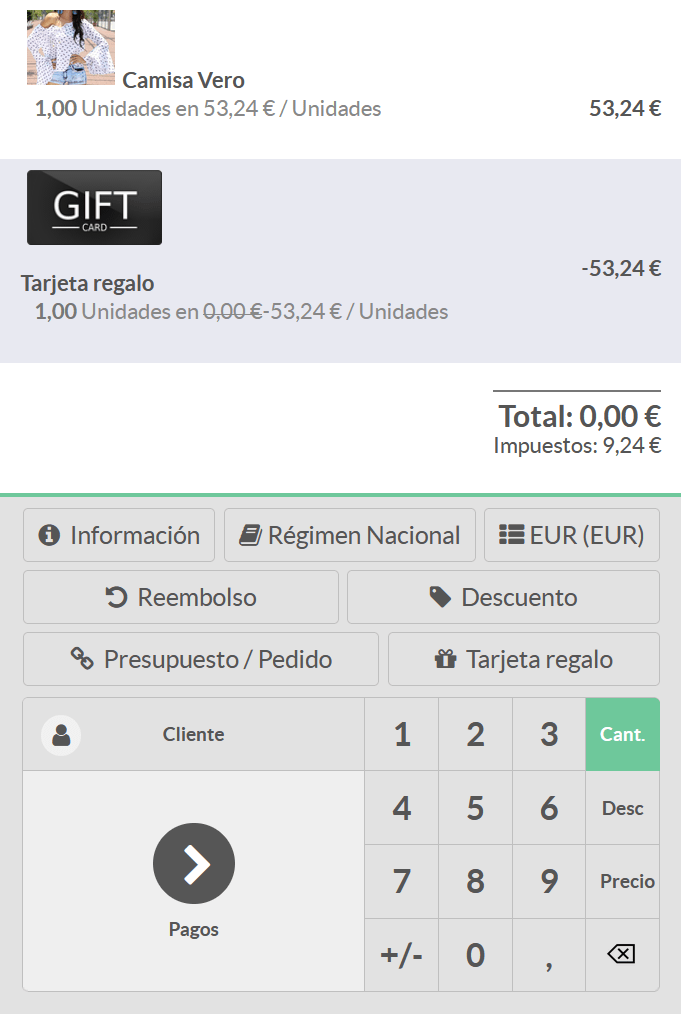 Camisa Vero
1,00 Unidades en 53,24 € / Unidades
53,24 €
GIFT
CARD
-53,24 €
Tarjeta regalo
1,00 Unidades en 0,00 €-53,24 € / Unidades
Total: 0,00 €
Impuestos: 9,24 €
Información
Régimen Nacional
EUR (EUR)
Reembolso
Descuento
Presupuesto / Pedido
Tarjeta regalo
Cliente
1 2 3 Cant.
4 5 6 Desc
7 8 9 Precio
Pagos
+/- 0 ,